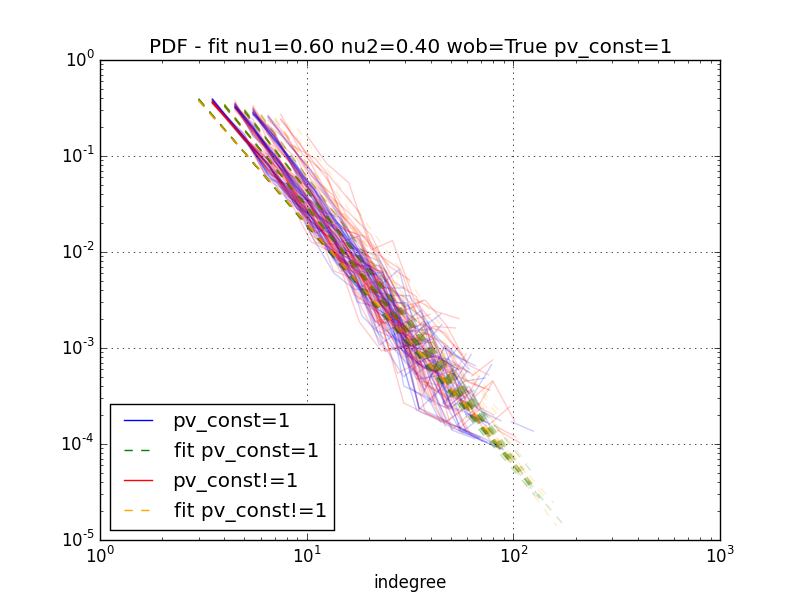 PDF - fit nu1=0.60 nu2=0.40 wob=True pv_const=1
10^0
10^-1
10^-2
10^-3
10^-4
10^-5
pv_const=1
fit pv_const=1
pv_const!=1
fit pv_const!=1
10^0 10^1 10^2 10^3
indegree